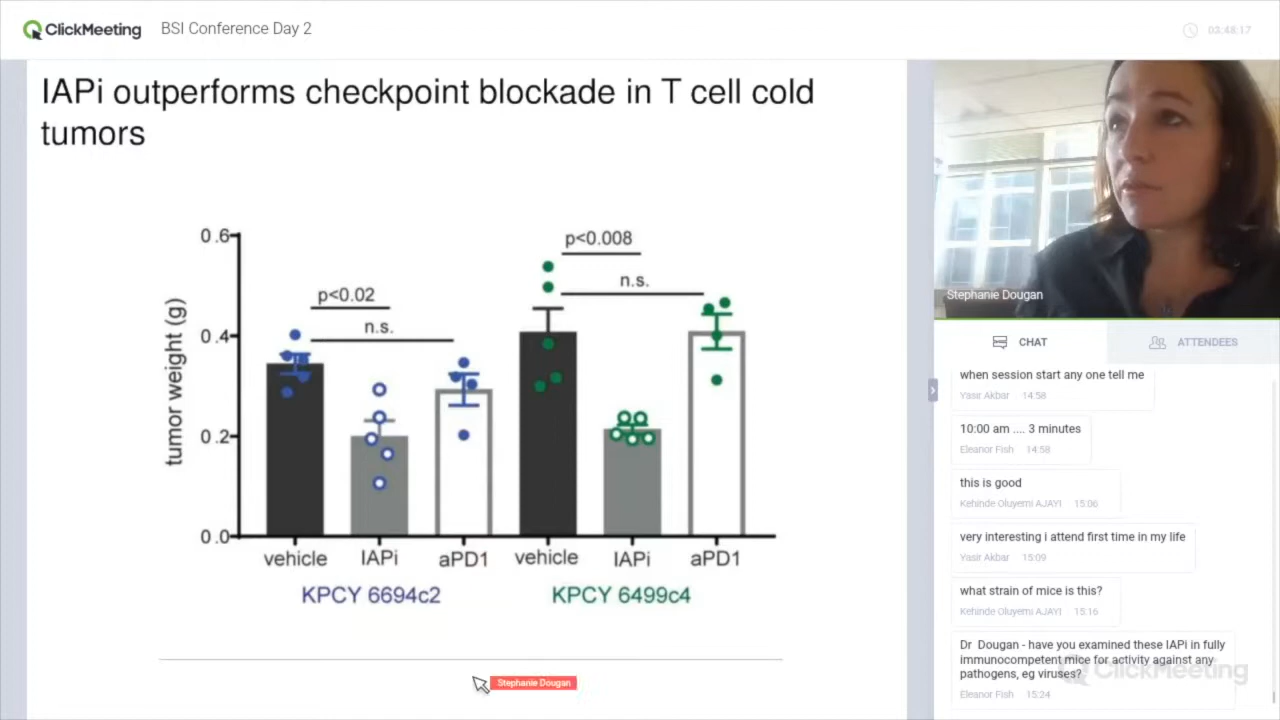 ClickMeeting
BSI Conference Day 2
03:48:17
IAPi outperforms checkpoint blockade in T cell cold
tumors
0.6
0.4
0.2
0.0
tumor weight (g)
p<0.02
n.s.
p<0.008
n.s.
vehicle
IAPi
aPD1
vehicle
IAPi
aPD1
KPCY 6694c2
KPCY 6499c4
Stephanie Dougan
Stephanie Dougan
CHAT
ATTENDEES
when session start any one tell me
Yasir Akbar 14:58
10:00 am .... 3 minutes
Eleanor Fish 14:58
this is good
Kehinde Oluyemi AJAYI 15:06
very interesting i attend first time in my life
Yasir Akbar 15:09
what strain of mice is this?
Kehinde Oluyemi AJAYI 15:16
Dr Dougan - have you examined these IAPi in fully
immunocompetent mice for activity against any
pathogens, eg viruses?
Eleanor Fish 15:24
ClickMeeting